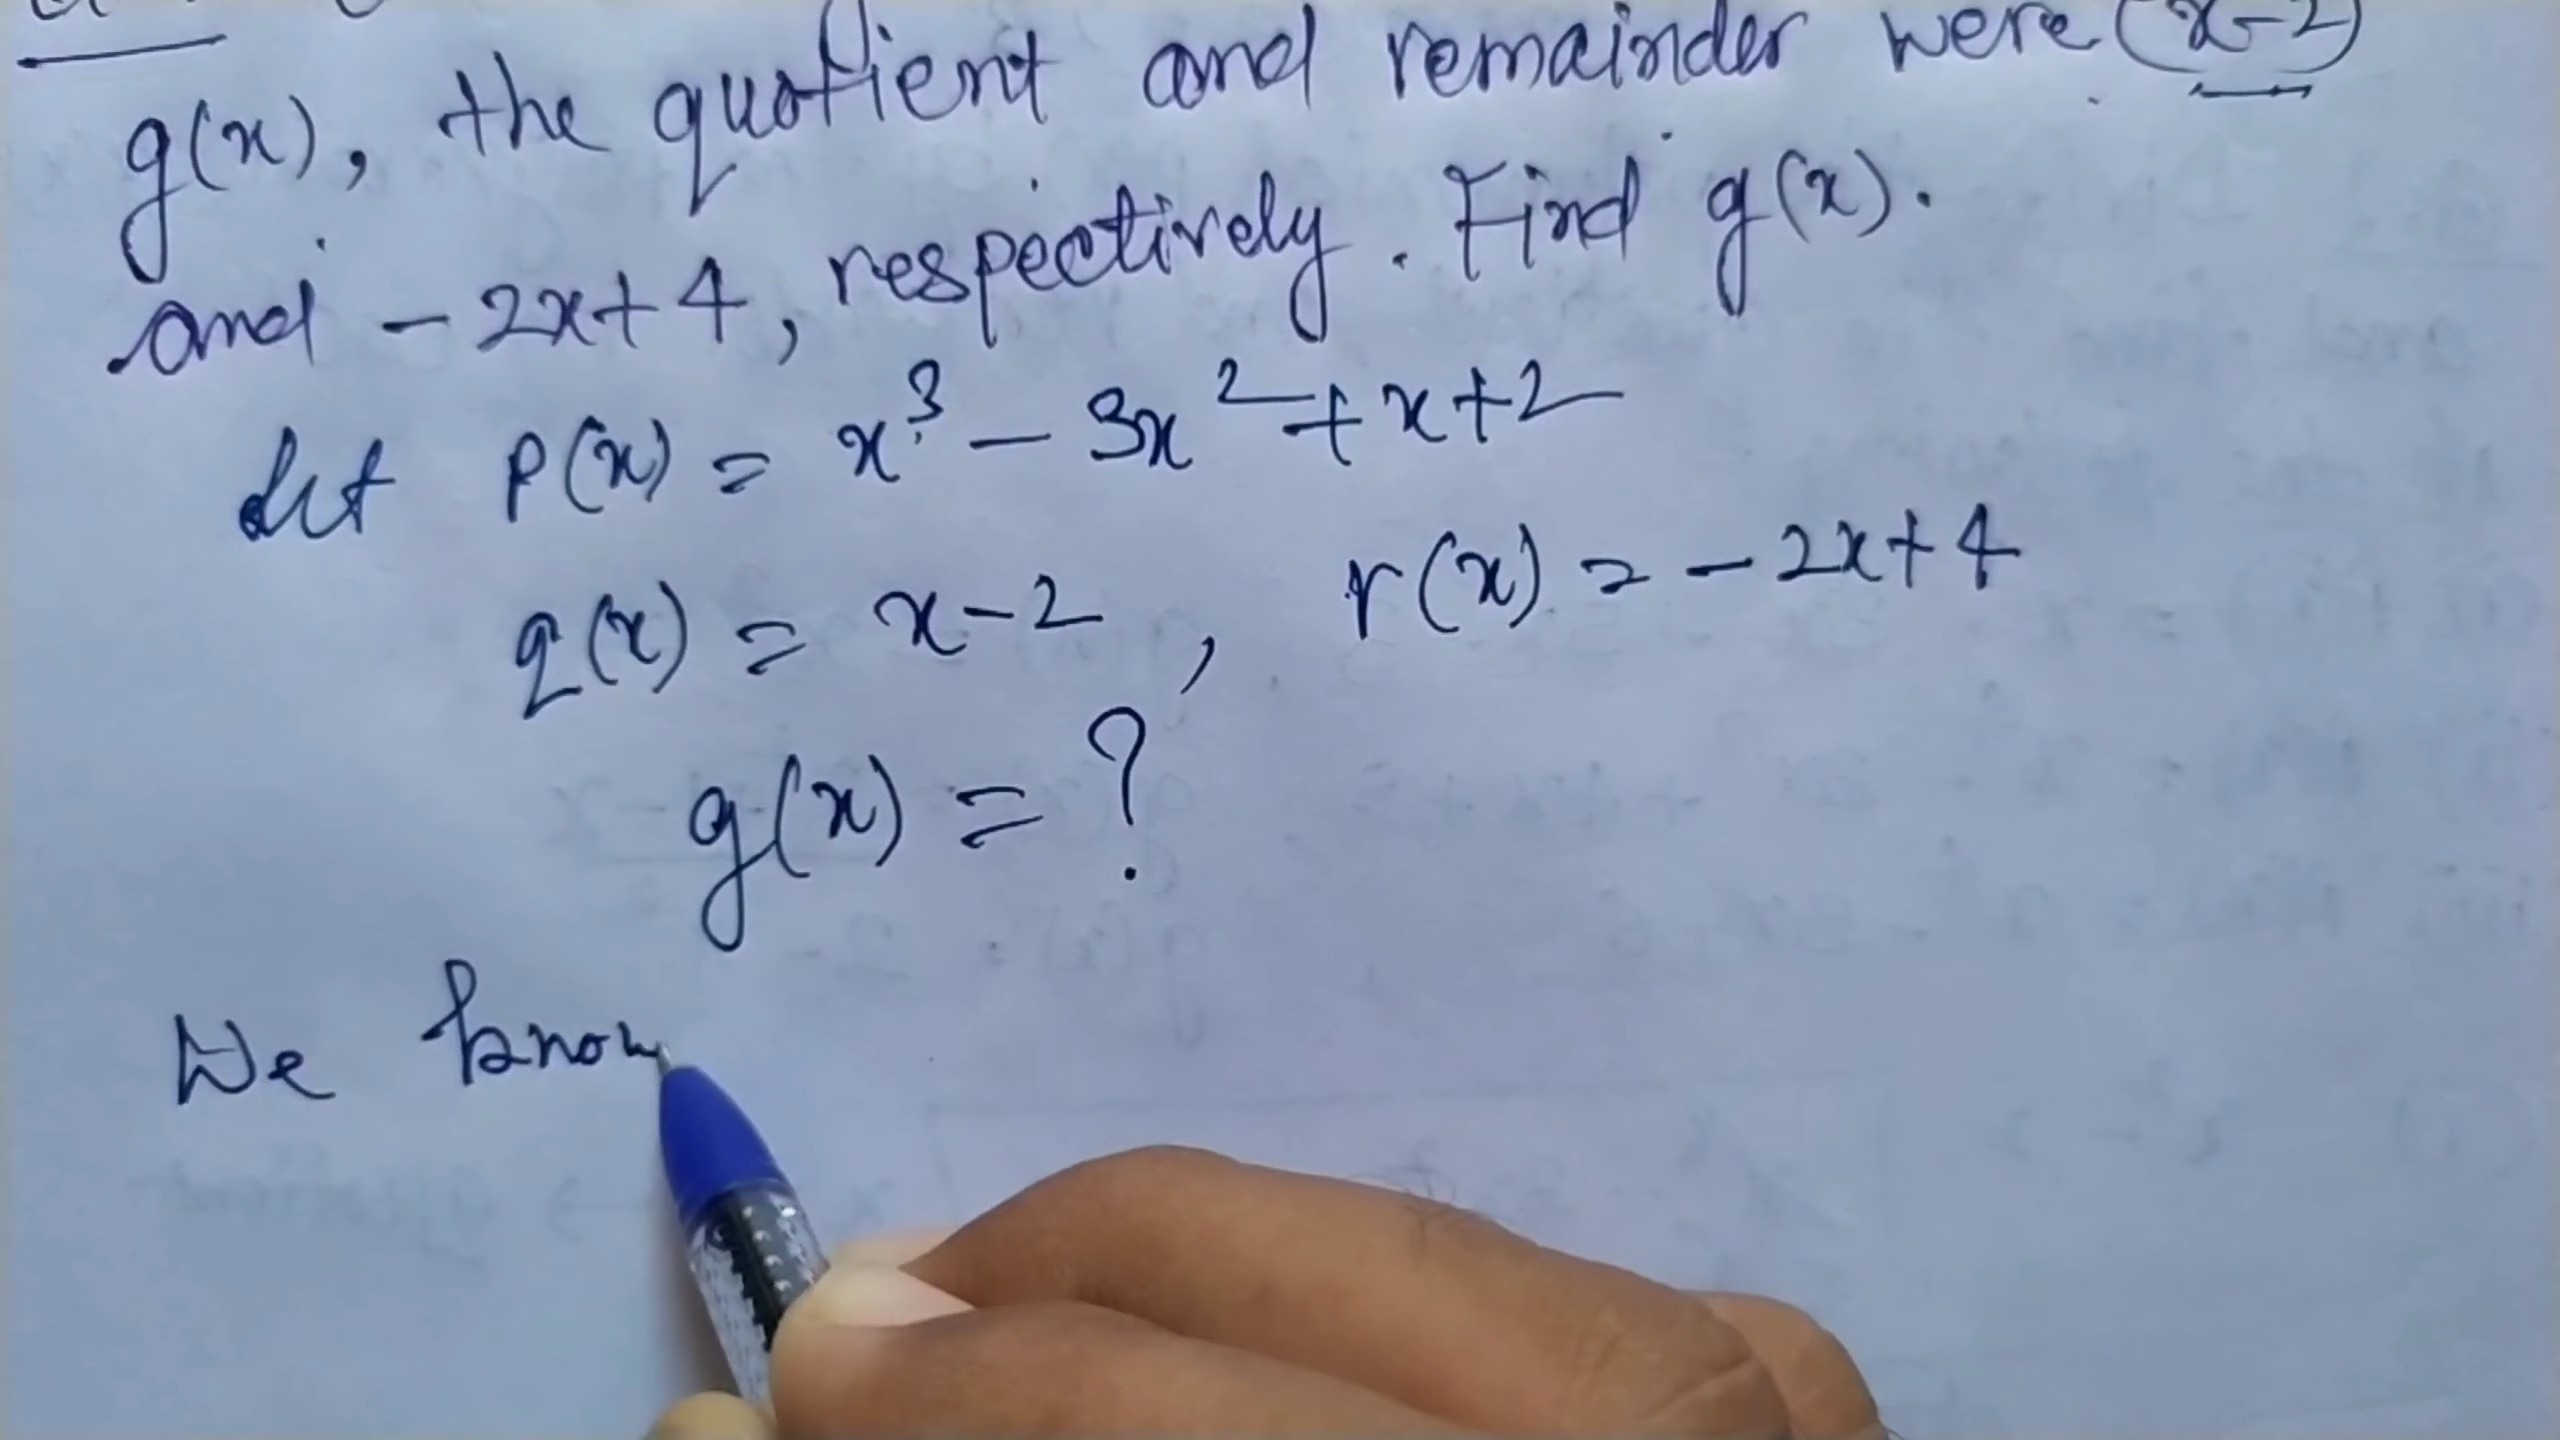 g(x), the quotient and remainder were (x-2)
and -2x+4, respectively. Find g(x).
Let P(x) = x³ - 3x² + x + 2
q(x) = x-2, r(x) = -2x+4
g(x) = ?
We know